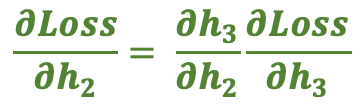 ∂Loss/∂h₂ = ∂h₃/∂h₂ ∂Loss/∂h₃